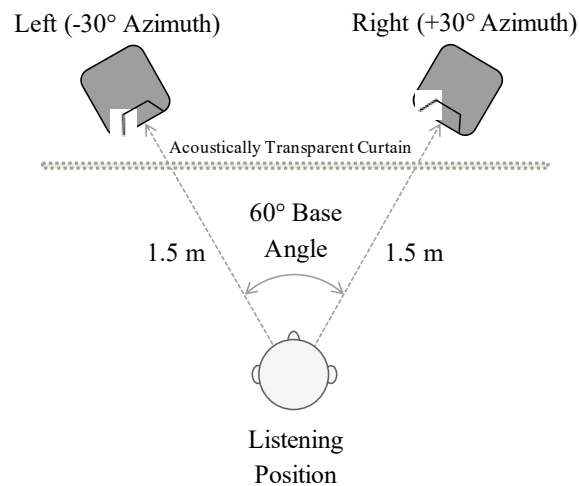 Left (-30° Azimuth)
Right (+30° Azimuth)
Acoustically Transparent Curtain
60° Base
Angle
1.5 m
1.5 m
Listening
Position